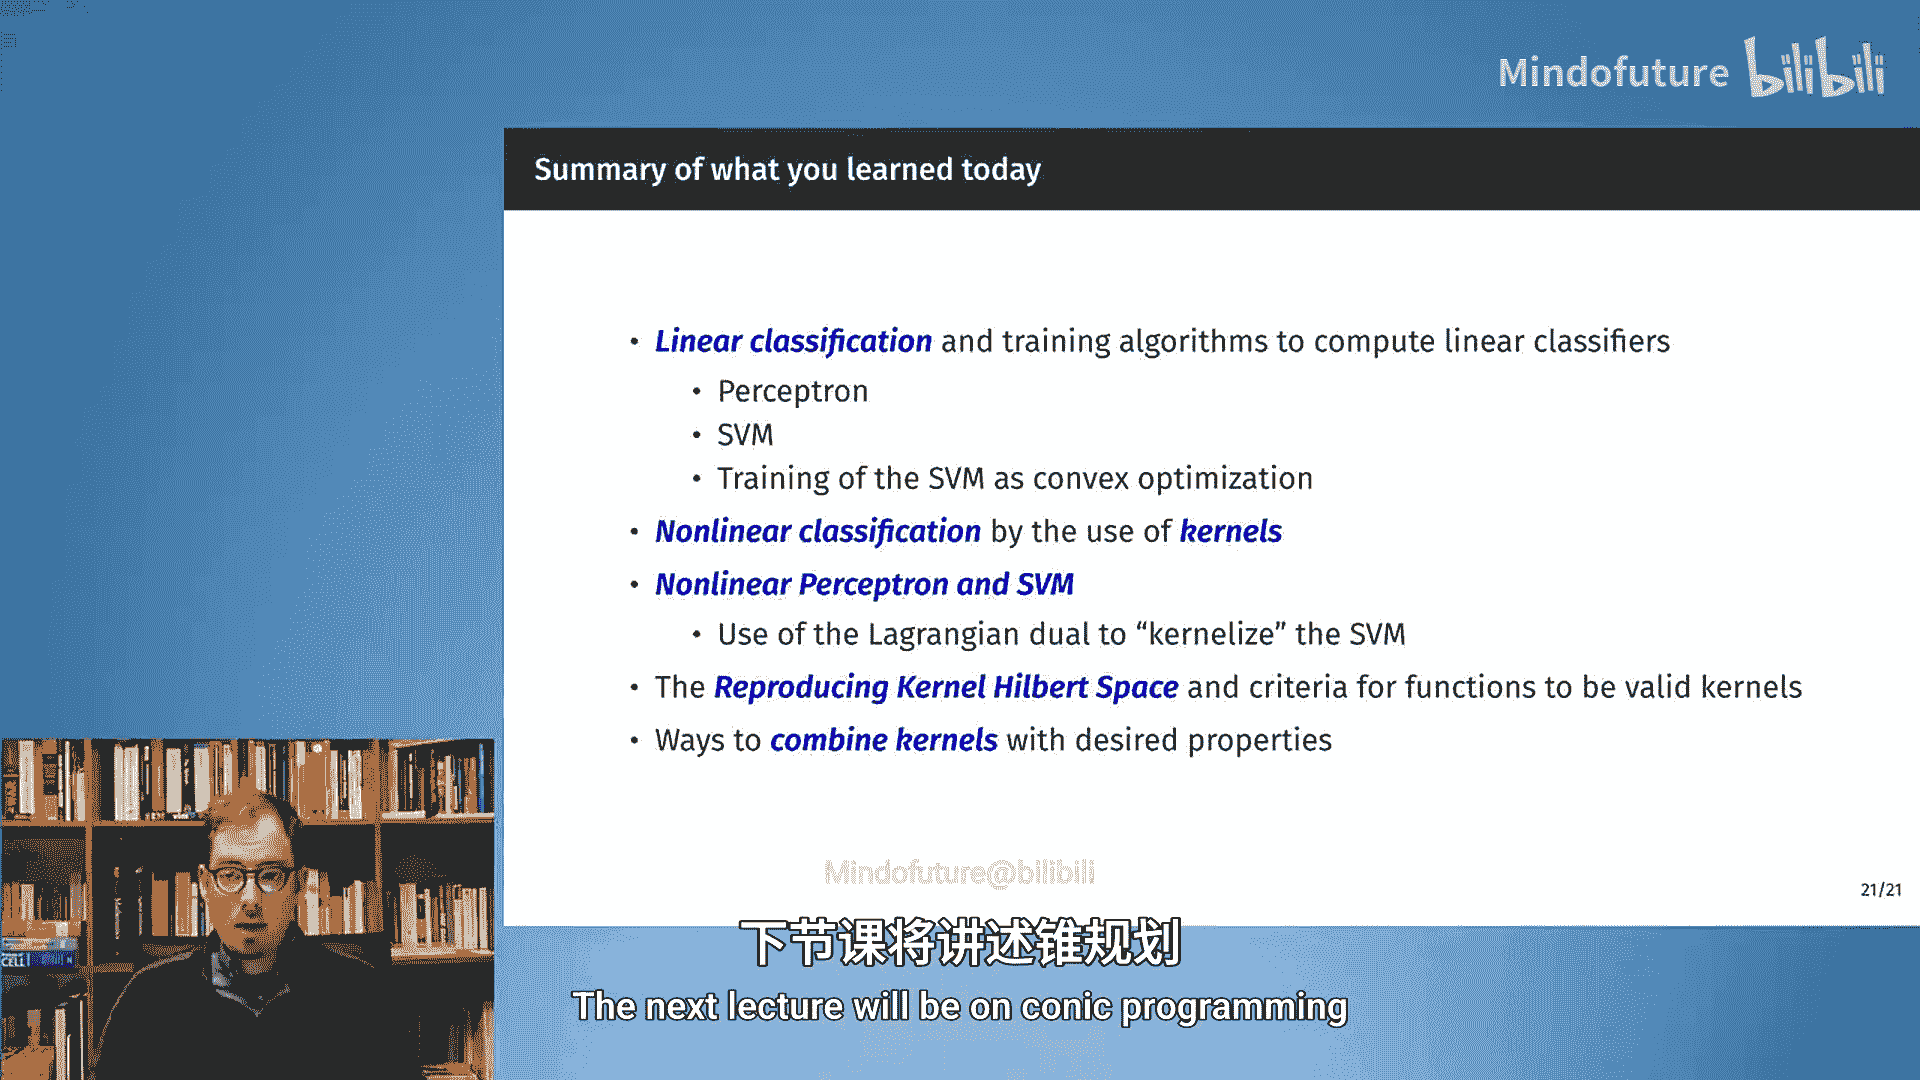 Mindofuture bilibili
Summary of what you learned today
• Linear classification and training algorithms to compute linear classifiers
• Perceptron
• SVM
• Training of the SVM as convex optimization
• Nonlinear classification by the use of kernels
• Nonlinear Perceptron and SVM
• Use of the Lagrangian dual to “kernelize” the SVM
• The Reproducing Kernel Hilbert Space and criteria for functions to be valid kernels
• Ways to combine kernels with desired properties
Mindofuture@bilibili
21/21
下节课将讲述锥规划
The next lecture will be on conic programming
CELL